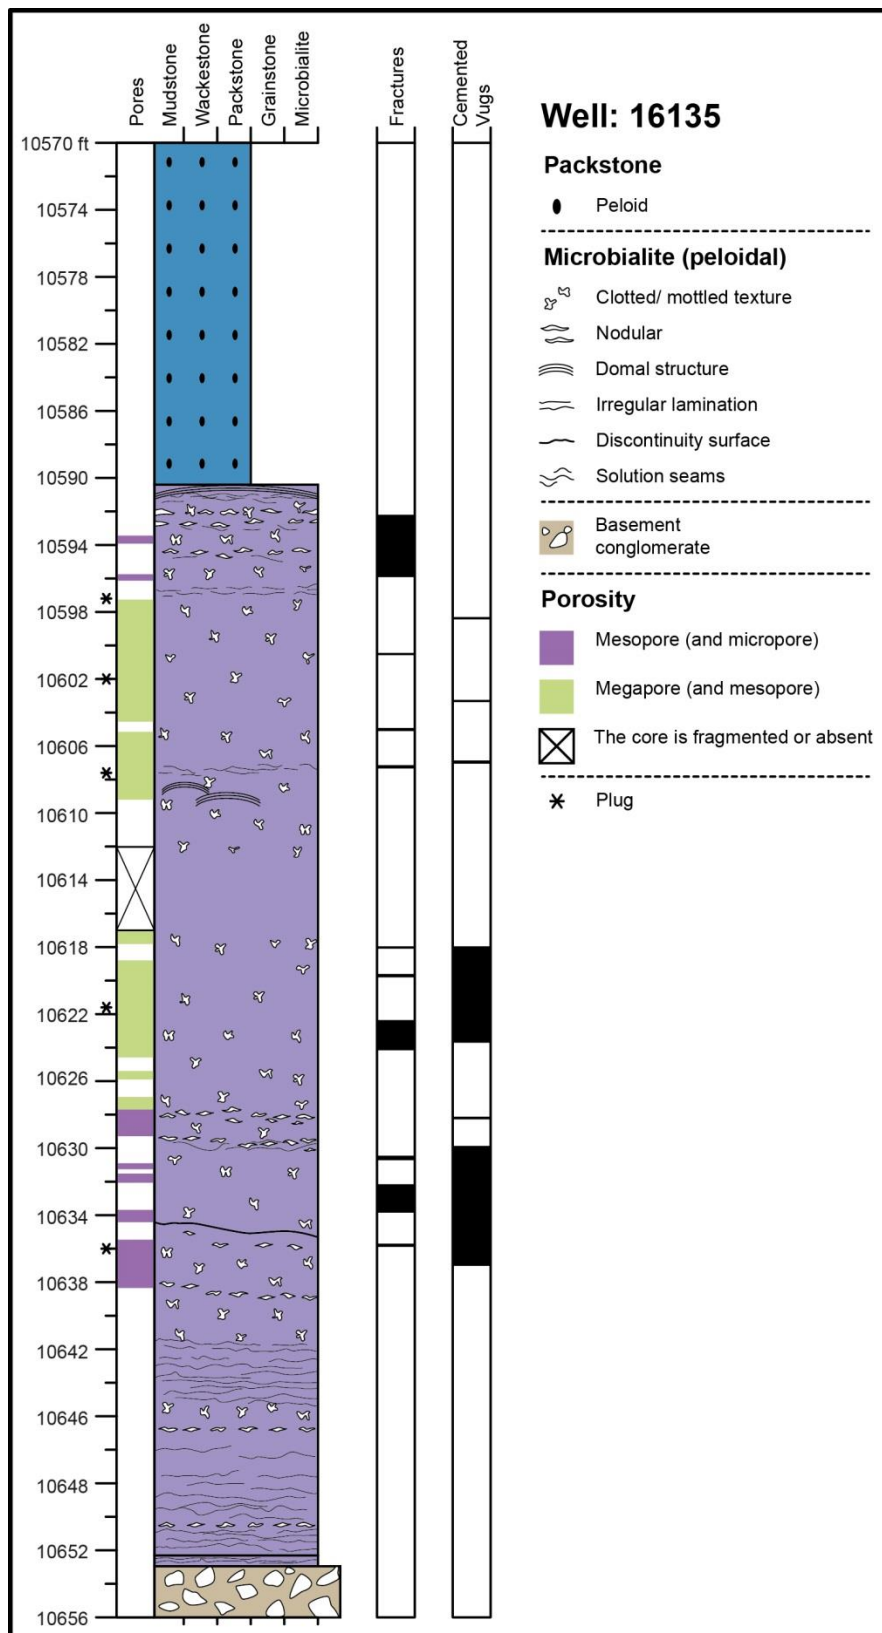 Pores
Mudstone
Wackestone
Packstone
Grainstone
Microbialite
Fractures
Cemented
Vugs
10570 ft
10574
10578
10582
10586
10590
10594
10598
10602
10606
10610
10614
10618
10622
10626
10630
10634
10638
10642
10646
10648
10652
10656
Well: 16135
Packstone
Peloid
Microbialite (peloidal)
Clotted/ mottled texture
Nodular
Domal structure
Irregular lamination
Discontinuity surface
Solution seams
Basement
conglomerate
Porosity
Mesopore (and micropore)
Megapore (and mesopore)
The core is fragmented or absent
Plug